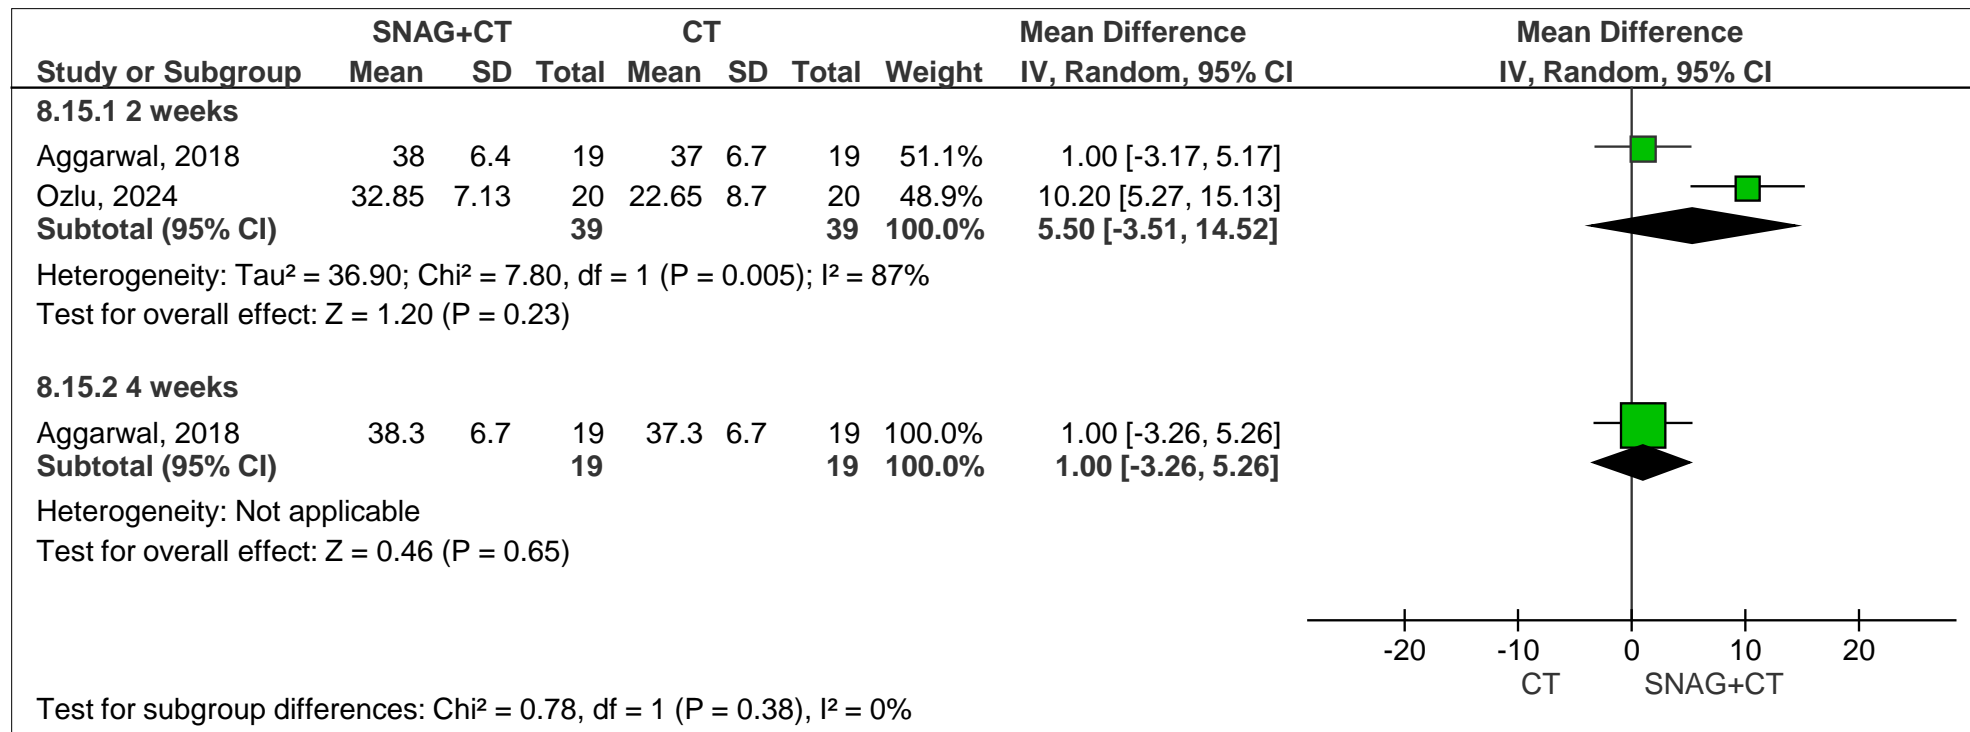 SNAG+CT CT Mean Difference Mean Difference
Study or Subgroup Mean SD Total Mean SD Total Weight IV, Random, 95% CI IV, Random, 95% CI
8.15.1 2 weeks
Aggarwal, 2018 38 6.4 19 37 6.7 19 51.1% 1.00 [-3.17, 5.17]
Ozlu, 2024 32.85 7.13 20 22.65 8.7 20 48.9% 10.20 [5.27, 15.13]
Subtotal (95% CI) 39 39 100.0% 5.50 [-3.51, 14.52]
Heterogeneity: Tau² = 36.90; Chi² = 7.80, df = 1 (P = 0.005); I² = 87%
Test for overall effect: Z = 1.20 (P = 0.23)
8.15.2 4 weeks
Aggarwal, 2018 38.3 6.7 19 37.3 6.7 19 100.0% 1.00 [-3.26, 5.26]
Subtotal (95% CI) 19 19 100.0% 1.00 [-3.26, 5.26]
Heterogeneity: Not applicable
Test for overall effect: Z = 0.46 (P = 0.65)
-20 -10 0 10 20
CT SNAG+CT
Test for subgroup differences: Chi² = 0.78, df = 1 (P = 0.38), I² = 0%